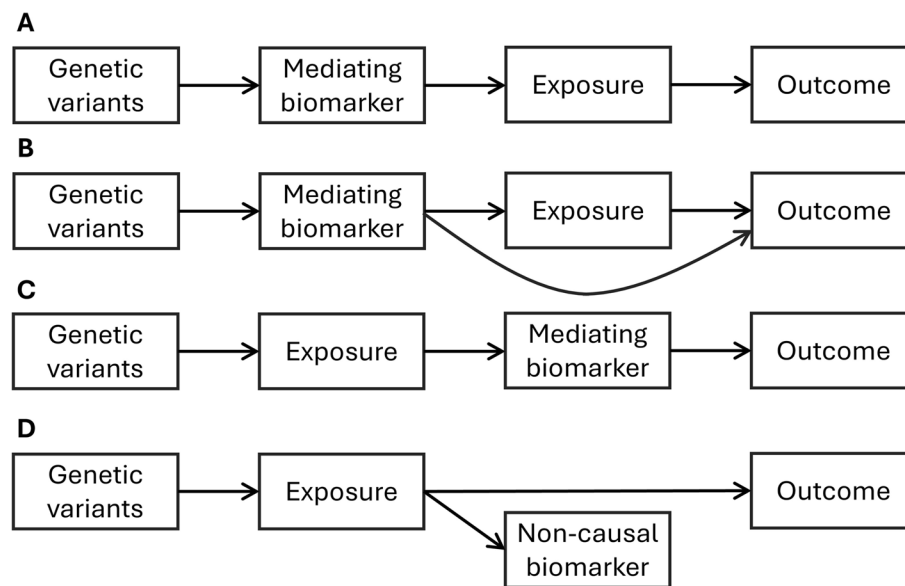 A
Genetic
variants
Mediating
biomarker
Exposure
Outcome
B
Genetic
variants
Mediating
biomarker
Exposure
Outcome
C
Genetic
variants
Exposure
Mediating
biomarker
Outcome
D
Genetic
variants
Exposure
Outcome
Non-causal
biomarker